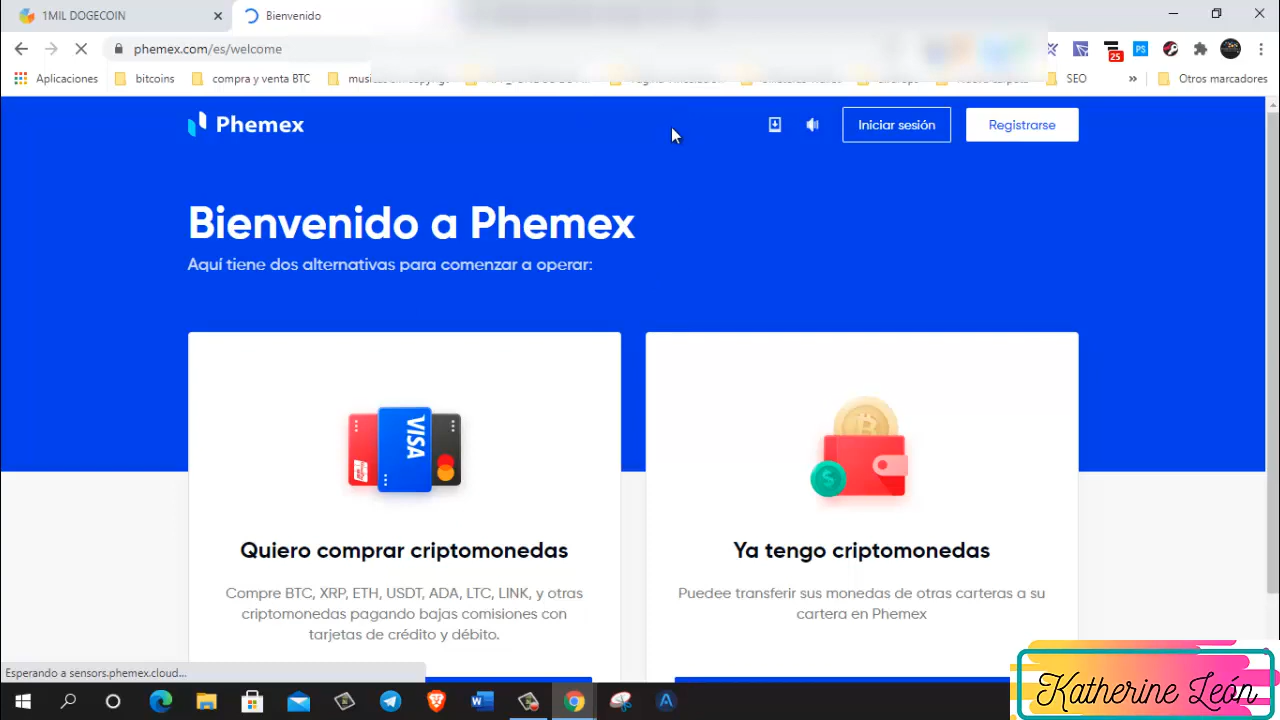 1MIL DOGECOIN
Bienvenido
phemex.com/es/welcome
25
PS
Aplicaciones
bitcoins
compra y venta BTC
SEO
»
Otros marcadores
Phemex
Iniciar sesión
Registrarse
Bienvenido a Phemex
Aquí tiene dos alternativas para comenzar a operar:
VISA
Quiero comprar criptomonedas
Ya tengo criptomonedas
Compre BTC, XRP, ETH, USDT, ADA, LTC, LINK, y otras
criptomonedas pagando bajas comisiones con
tarjetas de crédito y débito.
Puedee transferir sus monedas de otras carteras a su
cartera en Phemex
Esperando a sensors.phemex.cloud...
Katherine León